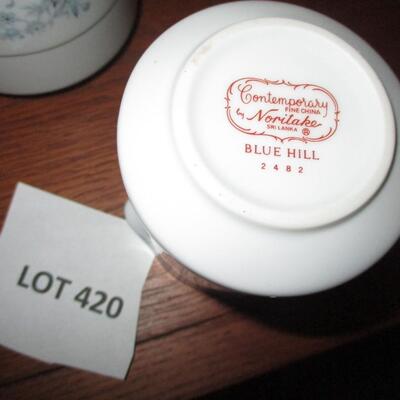 Contemporary
FINE CHINA
by Noritake
SRI LANKA ®
BLUE HILL
2482
LOT 420